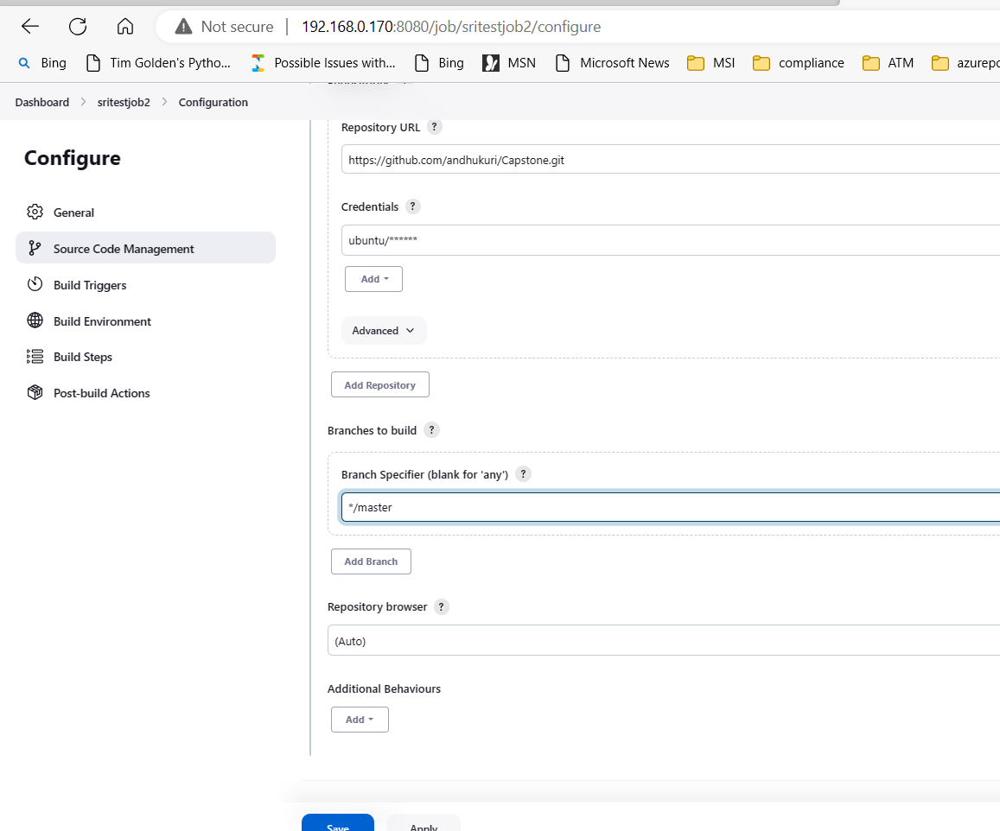 Not secure | 192.168.0.170:8080/job/sritestjob2/configure
Bing Tim Golden's Pytho... Possible Issues with... Bing MSN Microsoft News MSI compliance ATM azurepo
Dashboard > sritestjob2 > Configuration
Configure
General
Source Code Management
Build Triggers
Build Environment
Build Steps
Post-build Actions
Repository URL ?
https://github.com/andhukuri/Capstone.git
Credentials ?
ubuntu/******
Add
Advanced
Add Repository
Branches to build ?
Branch Specifier (blank for 'any') ?
*/master
Add Branch
Repository browser ?
(Auto)
Additional Behaviours
Add
Save Apply